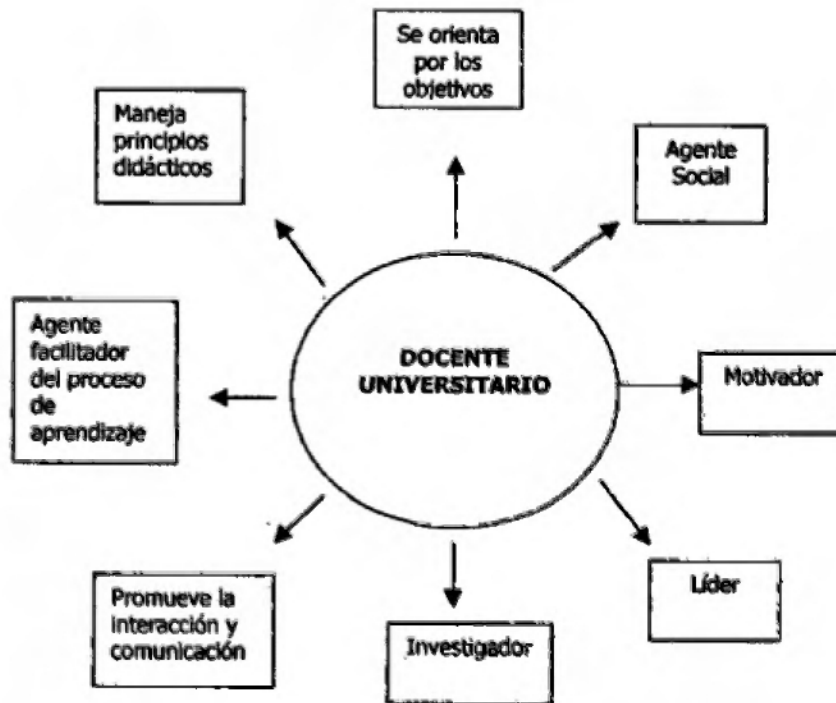 Se orienta
por los
objetivos
Maneja
principios
didácticos
Agente
Social
Agente
facilitador
del proceso
de
aprendizaje
DOCENTE
UNIVERSITARIO
Motivador
Promueve la
interacción y
comunicación
Investigador
Líder